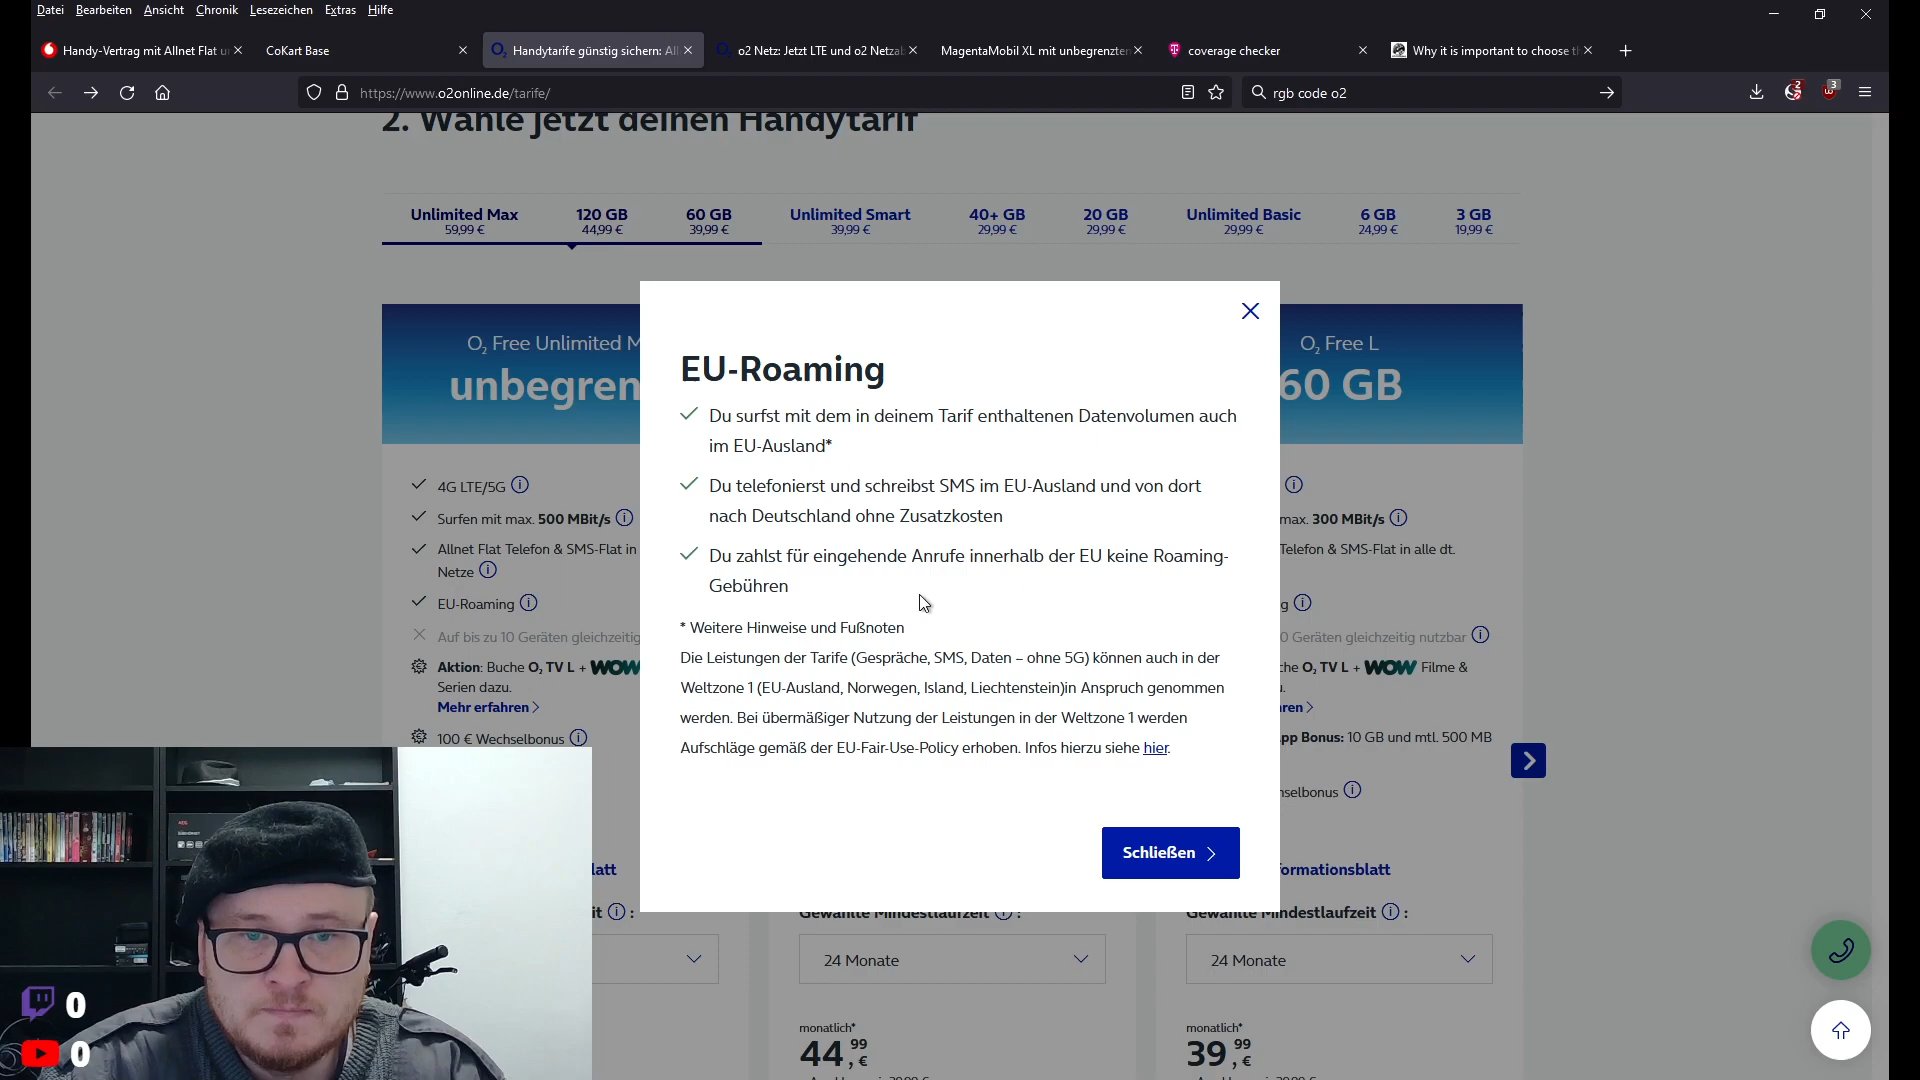 Datei Bearbeiten Ansicht Chronik Lesezeichen Extras Hilfe
Handy-Vertrag mit Allnet Flat u
CoKart Base
Handytarife günstig sichern: All
o2 Netz: Jetzt LTE und o2 Netzab
MagentaMobil XL mit unbegrenzten
coverage checker
Why it is important to choose th
https://www.o2online.de/tarife/
rgb code o2
2
3
2. Wähle jetzt deinen Handytarif
Unlimited Max 120 GB 60 GB Unlimited Smart 40+ GB 20 GB Unlimited Basic 6 GB 3 GB
59,99 € 44,99 € 39,99 € 39,99 € 29,99 € 29,99 € 29,99 € 24,99 € 19,99 €
O₂ Free Unlimited M
unbegren
4G LTE/5G
Surfen mit max. 500 MBit/s
Allnet Flat Telefon & SMS-Flat in
Netze
EU-Roaming
Auf bis zu 10 Geräten gleichzeitig
Aktion: Buche O₂ TV L + WOW
Serien dazu.
Mehr erfahren
100 € Wechselbonus
EU-Roaming
Du surfst mit dem in deinem Tarif enthaltenen Datenvolumen auch
im EU-Ausland*
Du telefonierst und schreibst SMS im EU-Ausland und von dort
nach Deutschland ohne Zusatzkosten
Du zahlst für eingehende Anrufe innerhalb der EU keine Roaming-
Gebühren
* Weitere Hinweise und Fußnoten
Die Leistungen der Tarife (Gespräche, SMS, Daten – ohne 5G) können auch in der
Weltzone 1 (EU-Ausland, Norwegen, Island, Liechtenstein)in Anspruch genommen
werden. Bei übermäßiger Nutzung der Leistungen in der Weltzone 1 werden
Aufschläge gemäß der EU-Fair-Use-Policy erhoben. Infos hierzu siehe hier.
Schließen
O₂ Free L
60 GB
max. 300 MBit/s
Telefon & SMS-Flat in alle dt.
g
0 Geräten gleichzeitig nutzbar
che O₂ TV L + WOW Filme &
.
ren
pp Bonus: 10 GB und mtl. 500 MB
hselbonus
latt
ormationsblatt
it :
Gewählte Mindestlaufzeit :
Gewählte Mindestlaufzeit :
24 Monate
24 Monate
monatlich*
44,99 €
monatlich*
39,99 €
0
0